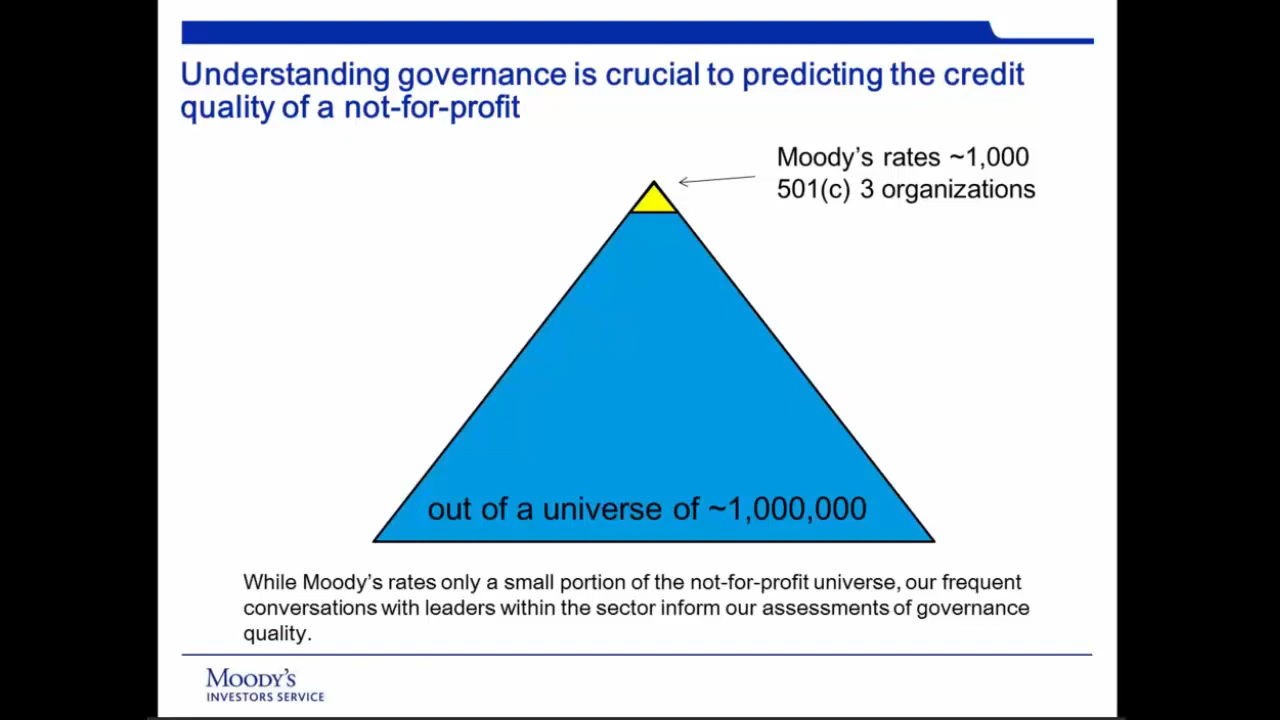 Understanding governance is crucial to predicting the credit
quality of a not-for-profit
Moody's rates ~1,000
501(c) 3 organizations
out of a universe of ~1,000,000
While Moody's rates only a small portion of the not-for-profit universe, our frequent
conversations with leaders within the sector inform our assessments of governance
quality.
MOODY'S
INVESTORS SERVICE